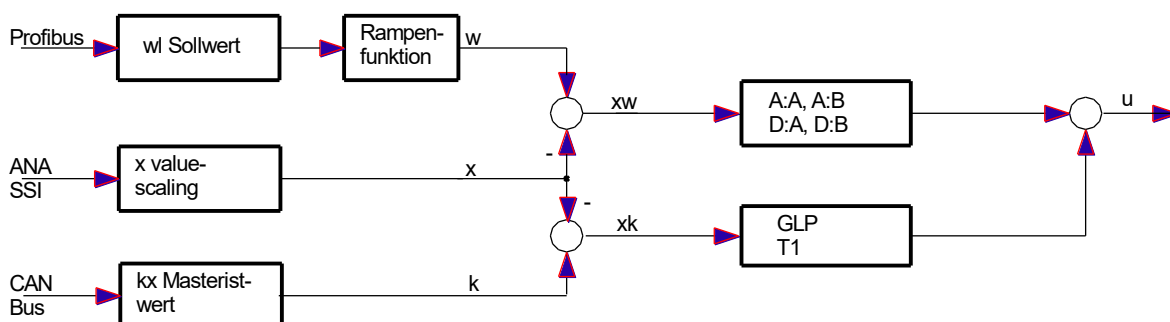 Profibus
wl Sollwert
Rampen-
funktion
w
xw
A:A, A:B
D:A, D:B
u
ANA
SSI
x value-
scaling
x
-
-
xk
GLP
T1
CAN
Bus
kx Masterist-
wert
k